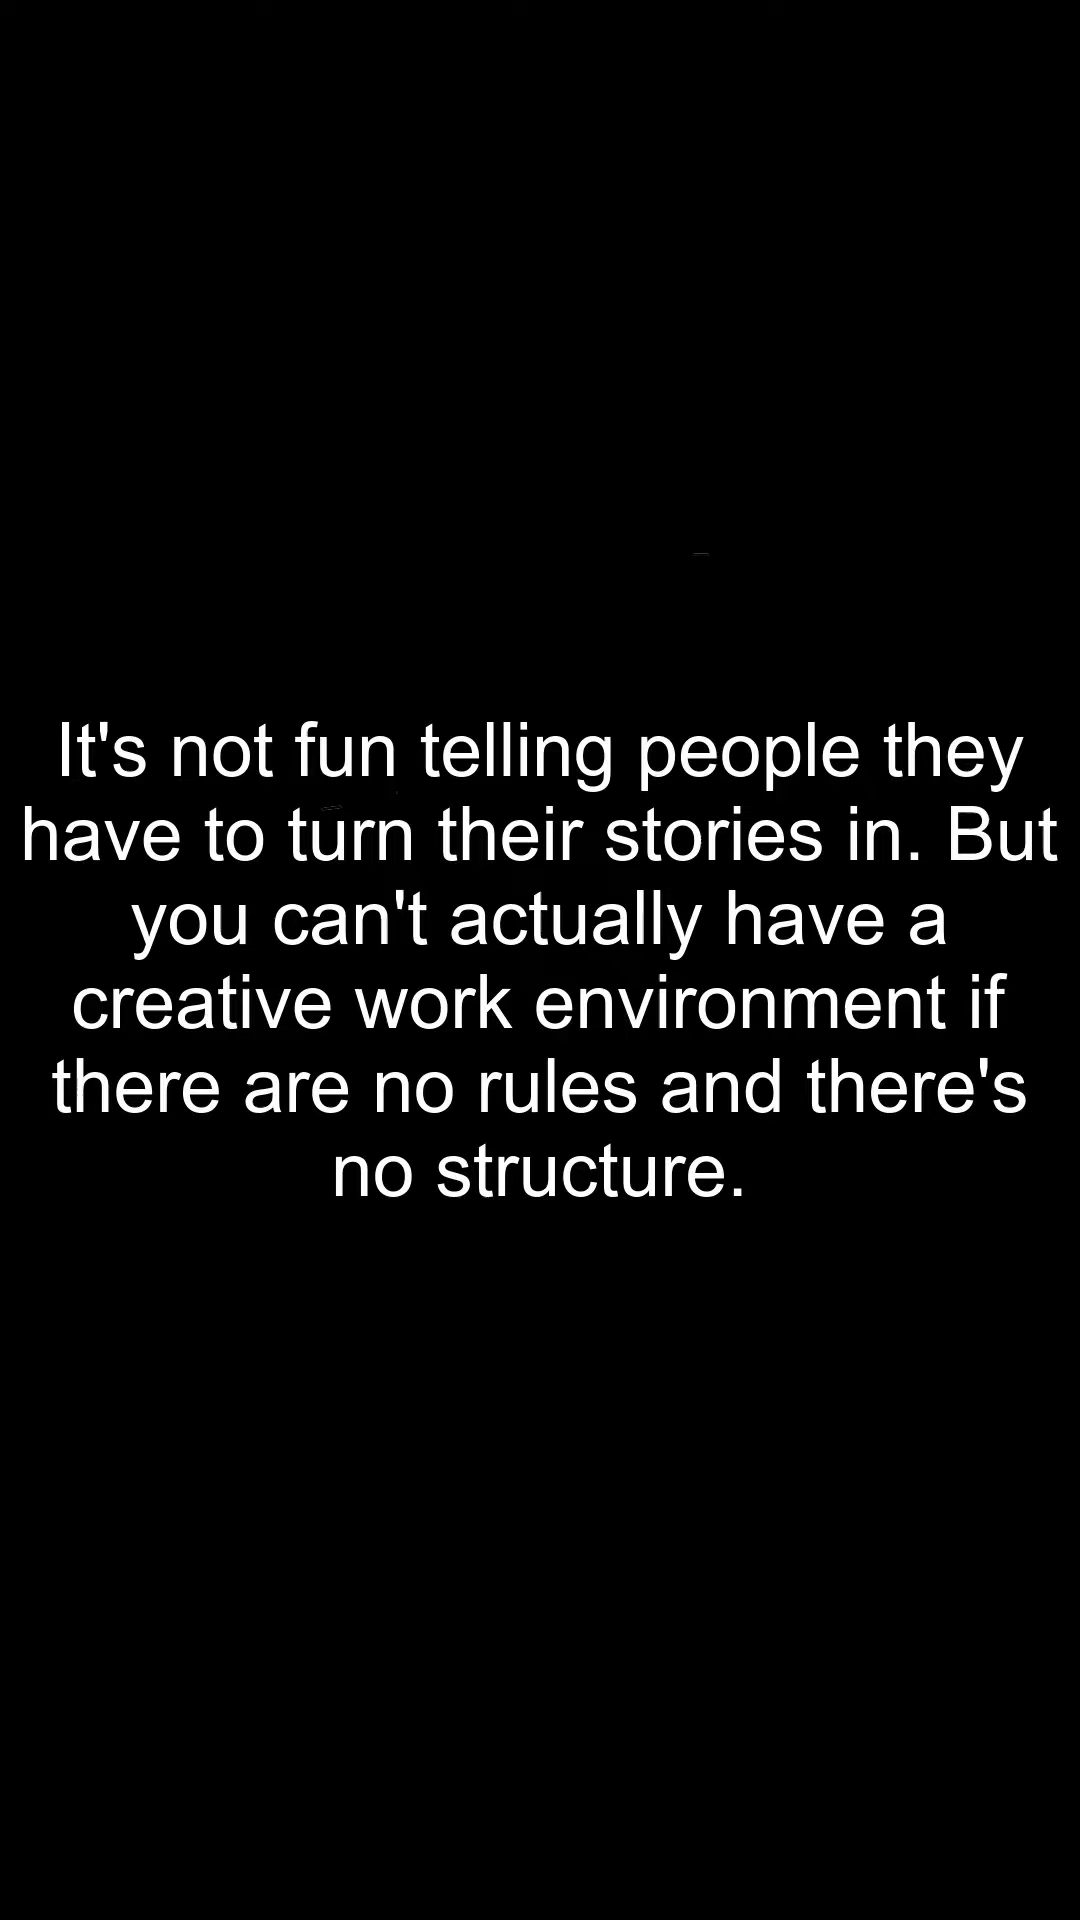 It's not fun telling people they
have to turn their stories in. But
you can't actually have a
creative work environment if
there are no rules and there's
no structure.